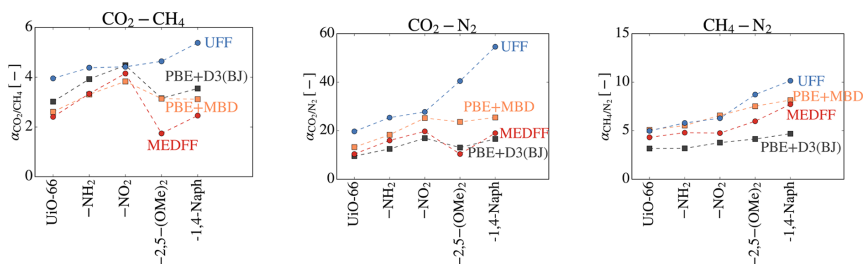 CO₂−CH₄
α_CO₂/CH₄ [−]
6
4
2
0
UFF
PBE+D3(BJ)
PBE+MBD
MEDFF
UiO-66
−NH₂
−NO₂
−2,5−(OMe)₂
-1,4-Naph
CO₂−N₂
α_CO₂/N₂ [−]
60
40
20
0
UFF
PBE+MBD
MEDFF
PBE+D3(BJ)
UiO-66
−NH₂
−NO₂
−2,5−(OMe)₂
-1,4-Naph
CH₄−N₂
α_CH₄/N₂ [−]
15
10
5
0
UFF
PBE+MBD
MEDFF
PBE+D3(BJ)
UiO-66
−NH₂
−NO₂
−2,5−(OMe)₂
-1,4-Naph